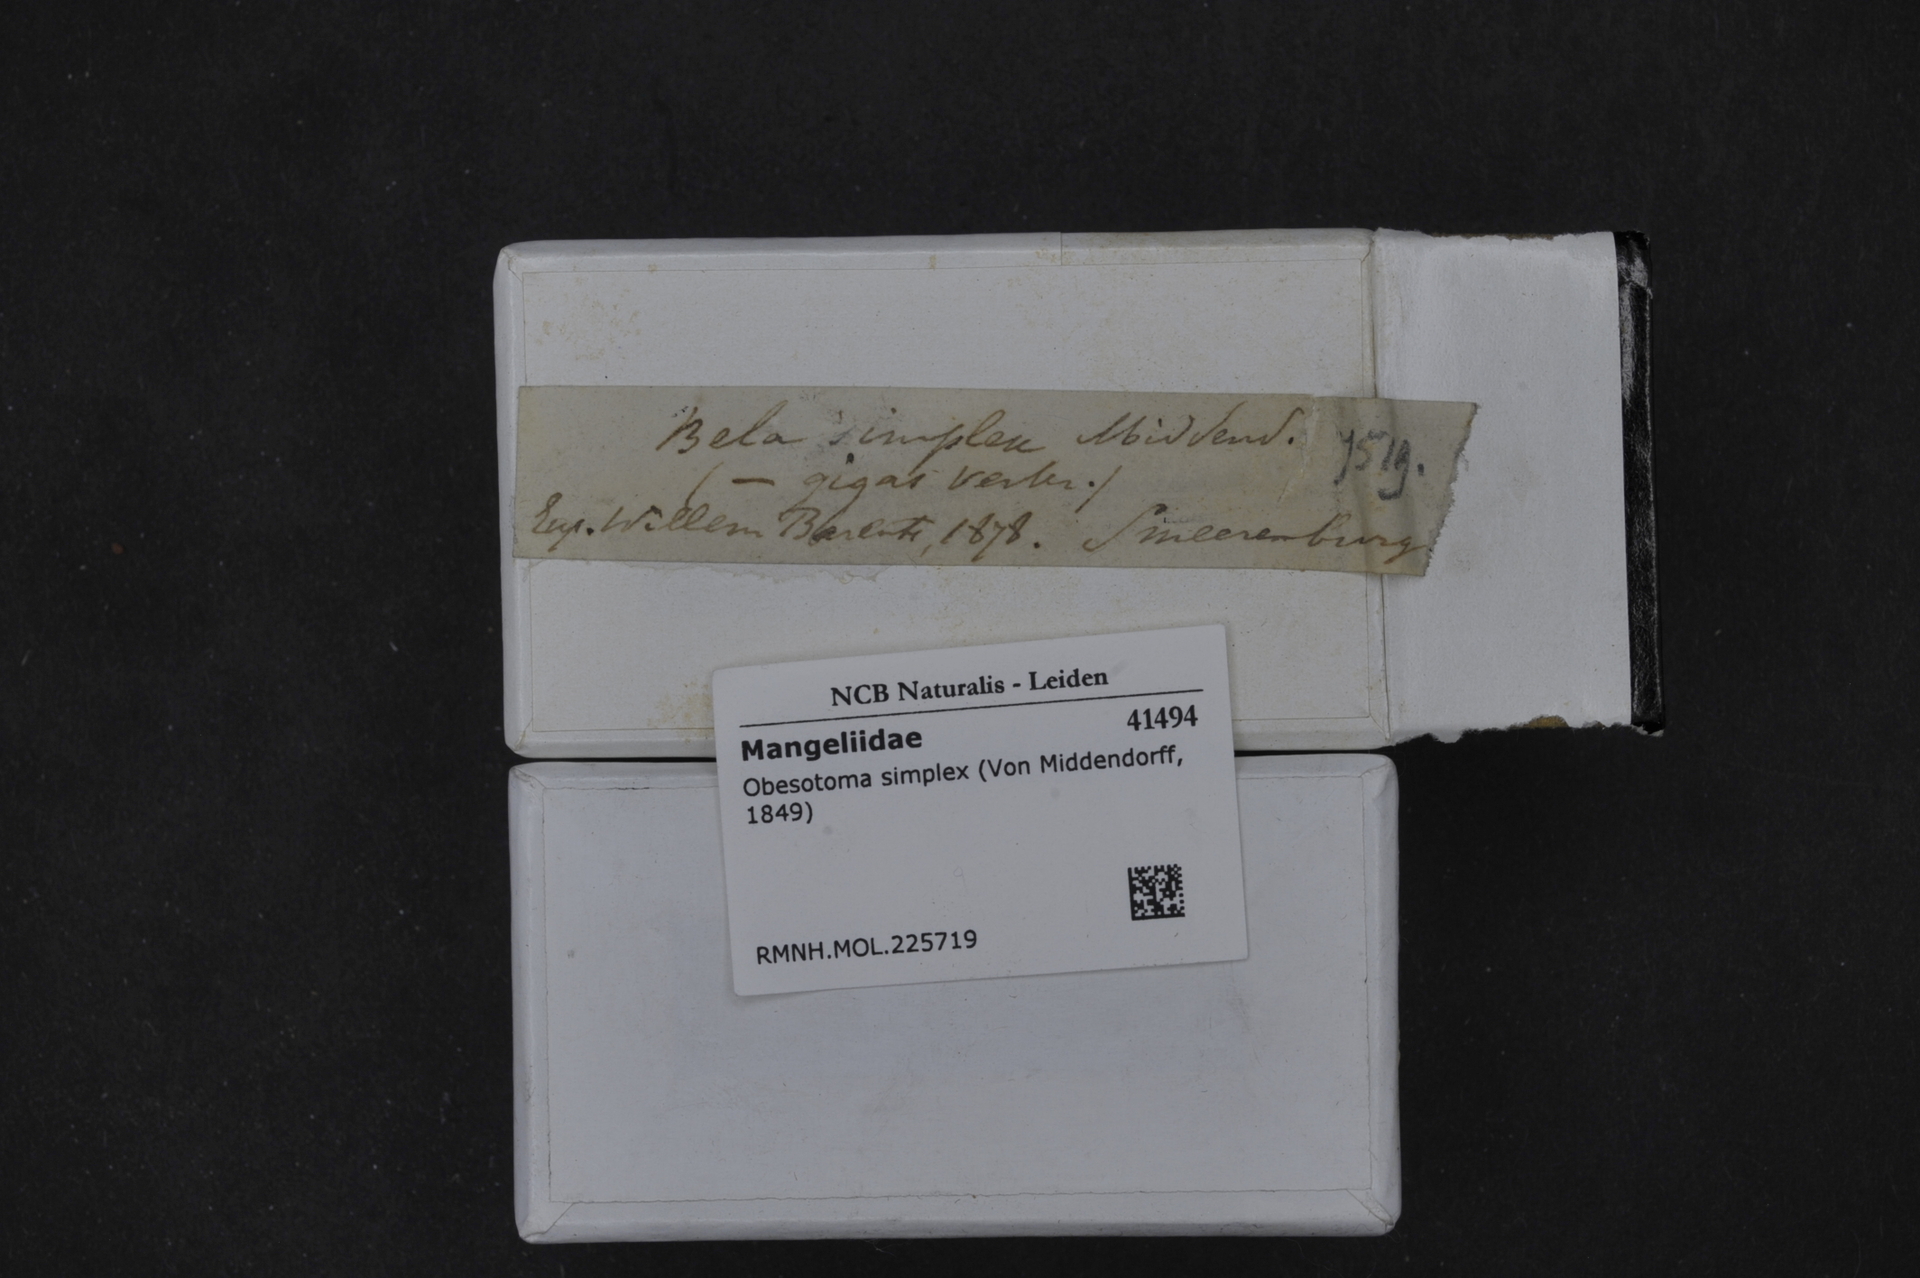 Bela simplex Middend.
(— gigas Verkr.)
7519.
Exp. Willem Barents, 1878. Smeerenburg
NCB Naturalis - Leiden
41494
Mangeliidae
Obesotoma simplex (Von Middendorff,
1849)
RMNH.MOL.225719